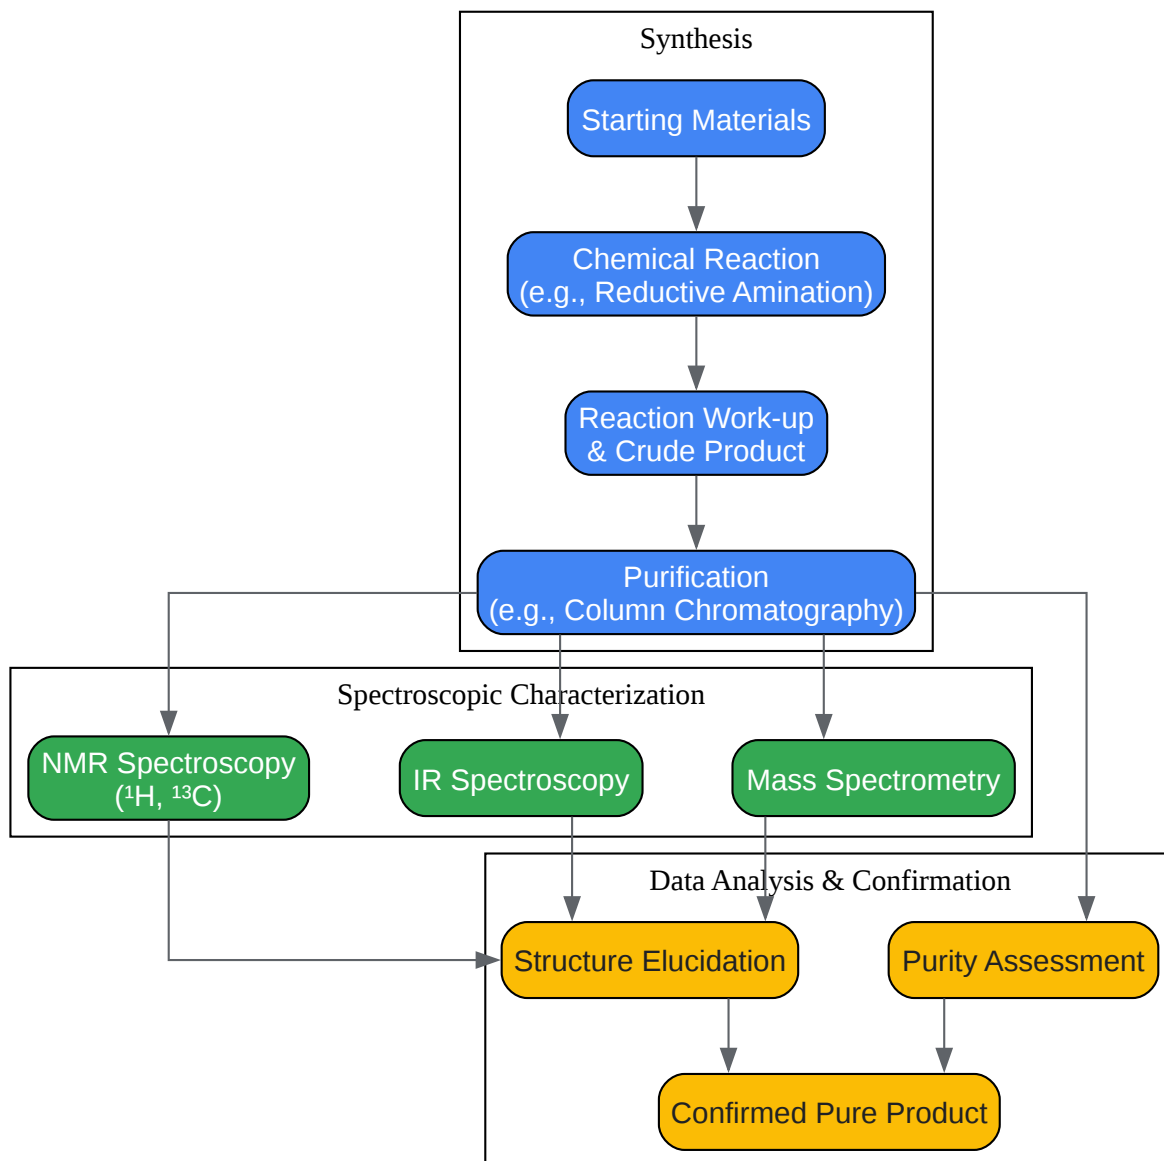 Synthesis
Starting Materials
Chemical Reaction
(e.g., Reductive Amination)
Reaction Work-up
& Crude Product
Purification
(e.g., Column Chromatography)
Spectroscopic Characterization
NMR Spectroscopy
(¹H, ¹³C)
IR Spectroscopy
Mass Spectrometry
Data Analysis & Confirmation
Structure Elucidation
Purity Assessment
Confirmed Pure Product